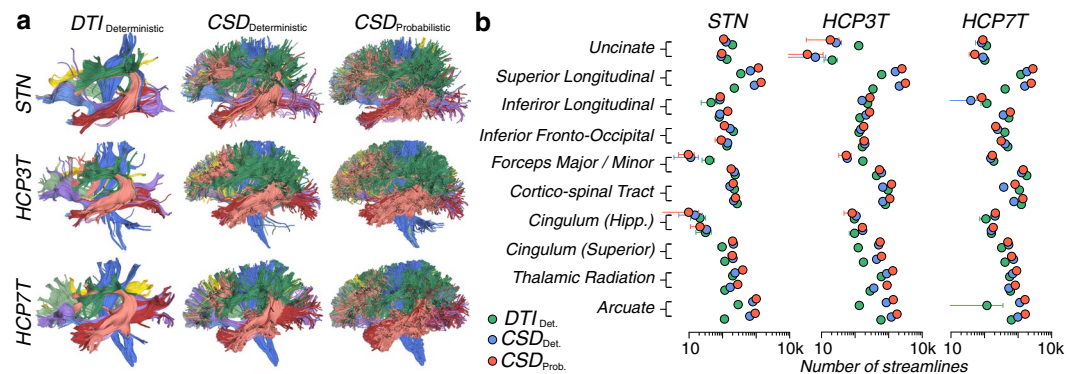 a
DTI Deterministic CSD Deterministic CSD Probabilistic
STN
HCP3T
HCP7T
b
STN HCP3T HCP7T
Uncinate
Superior Longitudinal
Inferiror Longitudinal
Inferior Fronto-Occipital
Forceps Major / Minor
Cortico-spinal Tract
Cingulum (Hipp.)
Cingulum (Superior)
Thalamic Radiation
Arcuate
DTI Det.
CSD Det.
CSD Prob.
10 10k 10 10k 10 10k
Number of streamlines